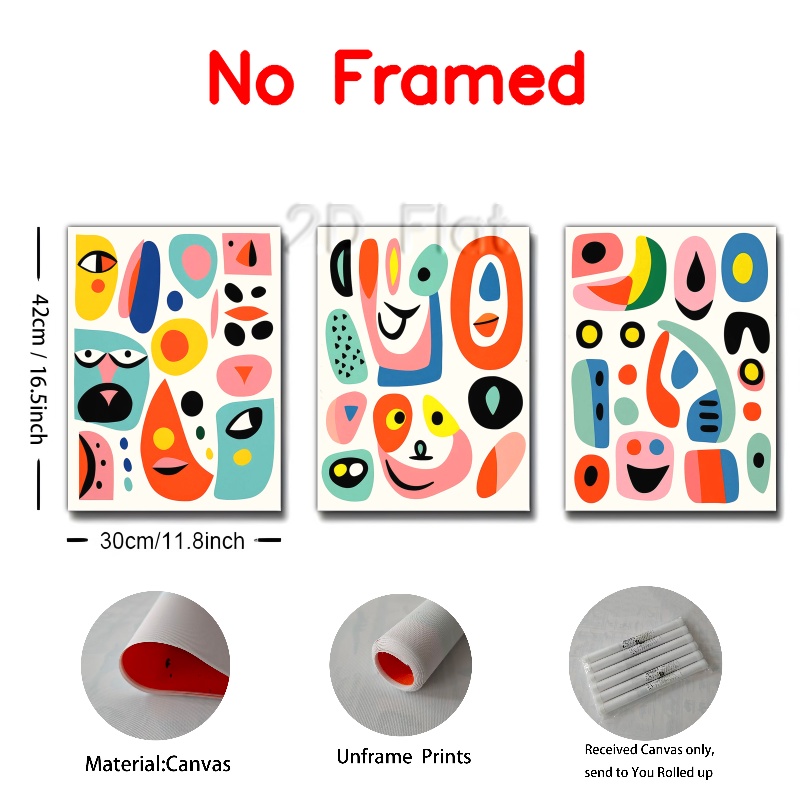 No Framed
2D Flat
42cm / 16.5inch
30cm/11.8inch
Material:Canvas
Unframe Prints
Received Canvas only,
send to You Rolled up